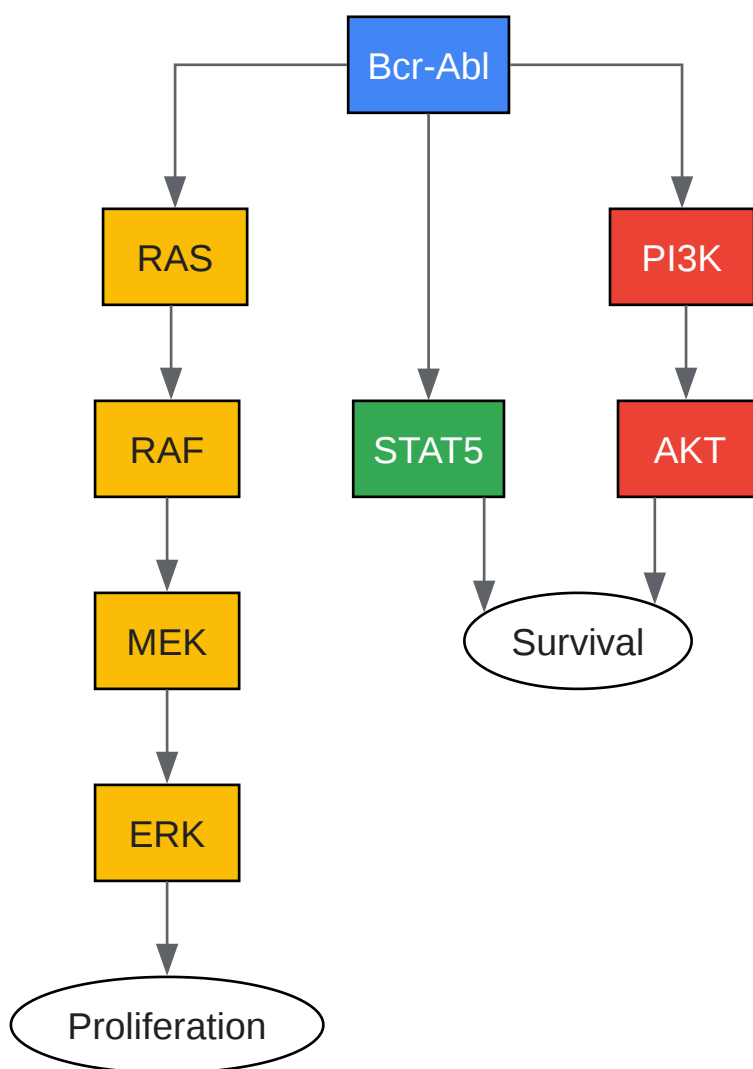 Bcr-Abl
RAS
PI3K
RAF
STAT5
AKT
MEK
Survival
ERK
Proliferation